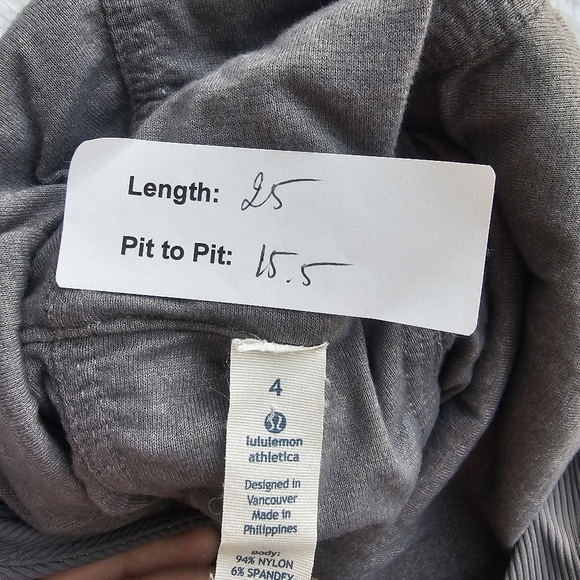 Length: 25
Pit to Pit: 15.5
4
lululemon
athletica
Designed in
Vancouver
Made in
Philippines
Body:
94% NYLON
6% SPANDEX